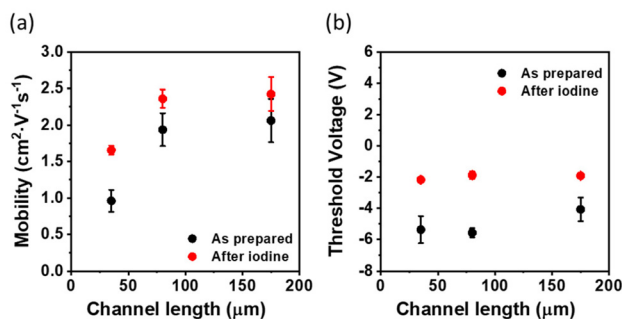 (a)
Mobility (cm²·V⁻¹s⁻¹)
3.0
2.5
2.0
1.5
1.0
0.5
0.0
As prepared
After iodine
0 50 100 150 200
Channel length (μm)
(b)
Threshold Voltage (V)
6
4
2
0
-2
-4
-6
-8
As prepared
After iodine
0 50 100 150 200
Channel length (μm)